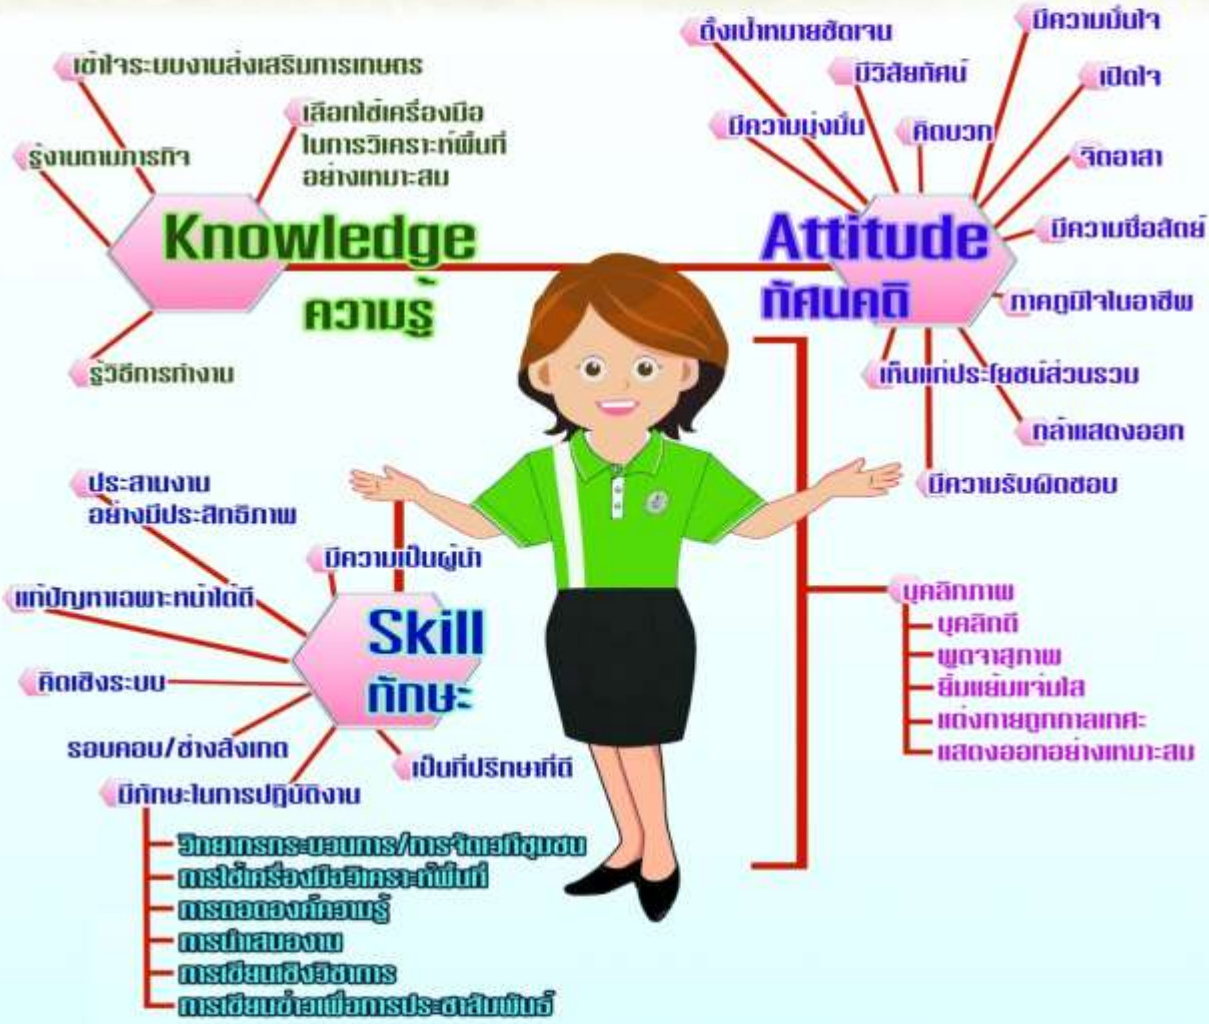 เข้าใจระบบงานส่งเสริมการเกษตร
เลือกใช้เครื่องมือ
ในการวิเคราะห์พื้นที่
อย่างเหมาะสม
รู้งานตามภารกิจ
Knowledge
ความรู้
รู้วิธีการทำงาน
ตั้งเป้าหมายชัดเจน
มีความมั่นใจ
มีวิสัยทัศน์
เปิดใจ
มีความมุ่งมั่น
คิดบวก
จิตอาสา
Attitude
ทัศนคติ
มีความซื่อสัตย์
ภาคภูมิใจในอาชีพ
เห็นแก่ประโยชน์ส่วนรวม
กล้าแสดงออก
มีความรับผิดชอบ
ประสานงาน
อย่างมีประสิทธิภาพ
มีความเป็นผู้นำ
แก้ปัญหาเฉพาะหน้าได้ดี
Skill
ทักษะ
คิดเชิงระบบ
รอบคอบ/ช่างสังเกต
เป็นที่ปรึกษาที่ดี
มีทักษะในการปฏิบัติงาน
วิทยากรกระบวนการ/การจัดเวทีชุมชน
การใช้เครื่องมือวิเคราะห์พื้นที่
การถอดองค์ความรู้
การนำเสนองาน
การเขียนเชิงวิชาการ
การเขียนข่าวเพื่อการประชาสัมพันธ์
บุคลิกภาพ
บุคลิกดี
พูดจาสุภาพ
ยิ้มแย้มแจ่มใส
แต่งกายถูกกาลเทศะ
แสดงออกอย่างเหมาะสม